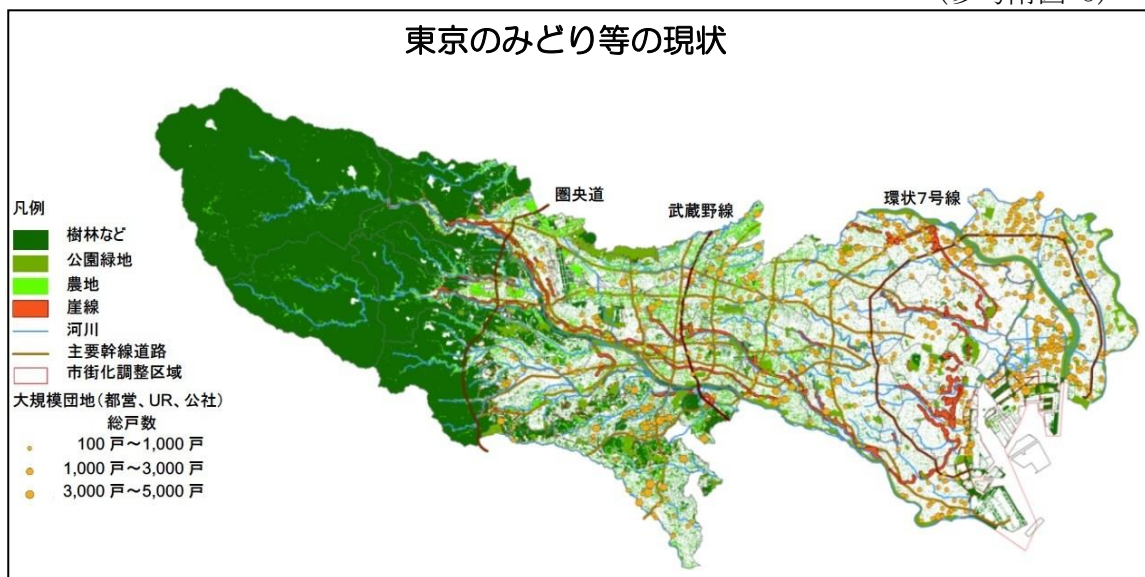 東京のみどり等の現状
圏央道
武蔵野線
環状7号線
凡例
樹林など
公園緑地
農地
崖線
河川
主要幹線道路
市街化調整区域
大規模団地(都営、UR、公社)
総戸数
100 戸～1,000 戸
1,000 戸～3,000 戸
3,000 戸～5,000 戸